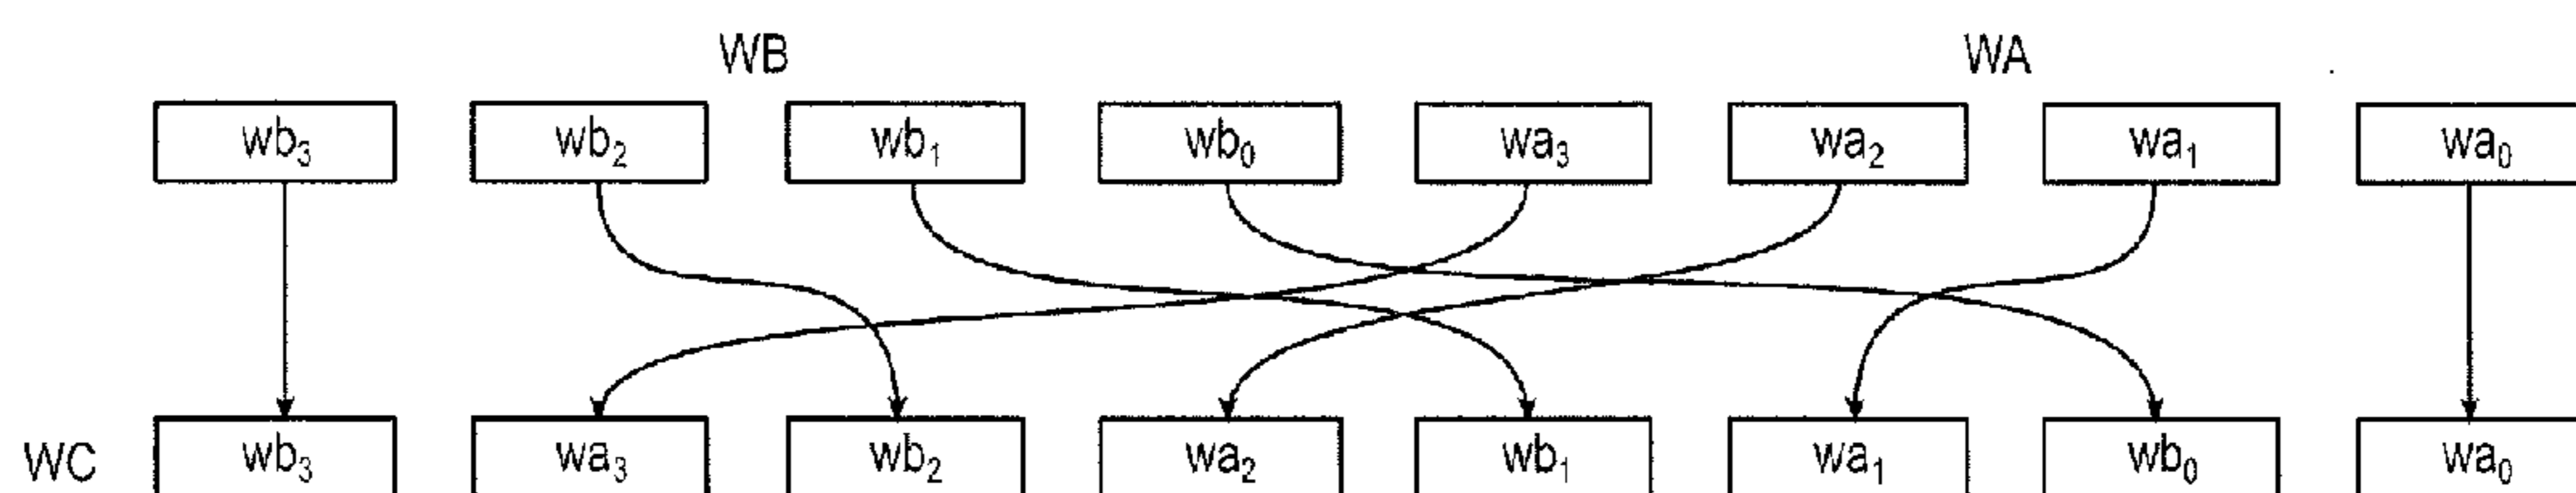 WB WA
wb₃ wb₂ wb₁ wb₀ wa₃ wa₂ wa₁ wa₀
WC wb₃ wa₃ wb₂ wa₂ wb₁ wa₁ wb₀ wa₀